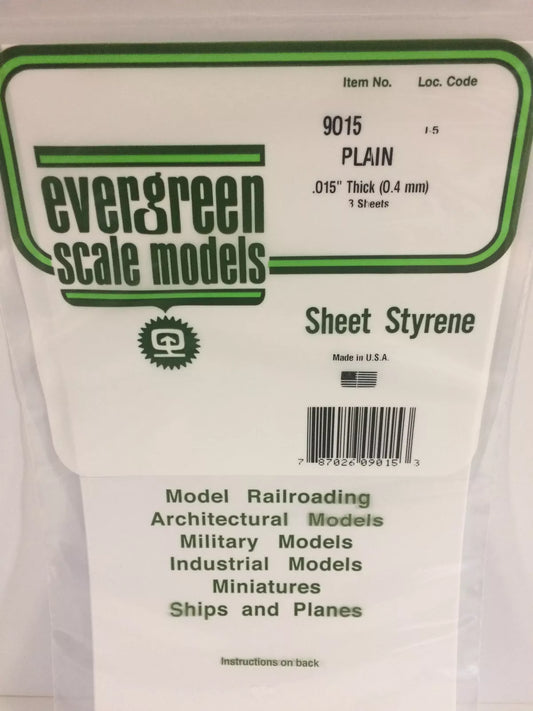 Item No. Loc. Code
9015 J-5
PLAIN
.015" Thick (0.4 mm)
3 Sheets
evergreen
scale models
Sheet Styrene
Made in U.S.A.
7 87026 09015 3
Model Railroading
Architectural Models
Military Models
Industrial Models
Miniatures
Ships and Planes
Instructions on back